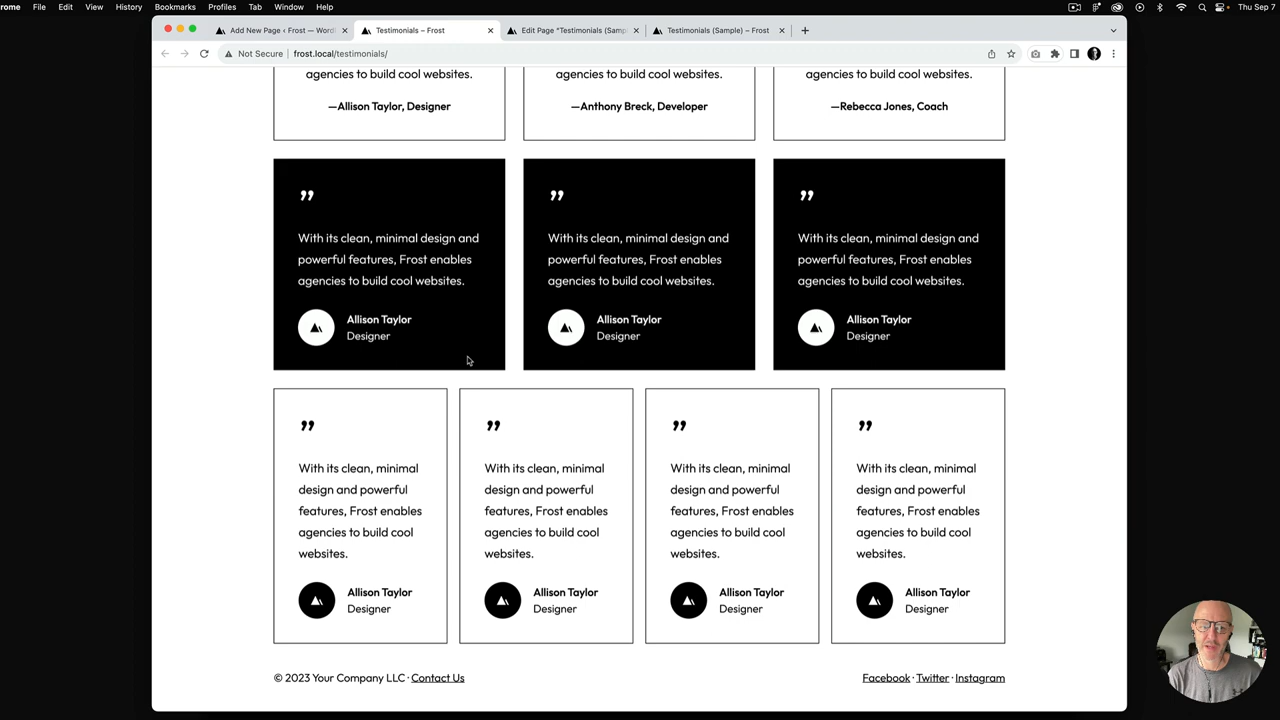 rome File Edit View History Bookmarks Profiles Tab Window Help Thu Sep 7
Add New Page ‹ Frost — Word Testimonials – Frost Edit Page "Testimonials (Samp Testimonials (Sample) – Frost
Not Secure frost.local/testimonials/
agencies to build cool websites. agencies to build cool websites. agencies to build cool websites.
—Allison Taylor, Designer —Anthony Breck, Developer —Rebecca Jones, Coach
” ” ”
With its clean, minimal design and With its clean, minimal design and With its clean, minimal design and
powerful features, Frost enables powerful features, Frost enables powerful features, Frost enables
agencies to build cool websites. agencies to build cool websites. agencies to build cool websites.
Allison Taylor Allison Taylor Allison Taylor
Designer Designer Designer
” ” ” ”
With its clean, minimal With its clean, minimal With its clean, minimal With its clean, minimal
design and powerful design and powerful design and powerful design and powerful
features, Frost enables features, Frost enables features, Frost enables features, Frost enables
agencies to build cool agencies to build cool agencies to build cool agencies to build cool
websites. websites. websites. websites.
Allison Taylor Allison Taylor Allison Taylor Allison Taylor
Designer Designer Designer Designer
© 2023 Your Company LLC · Contact Us Facebook · Twitter · Instagram